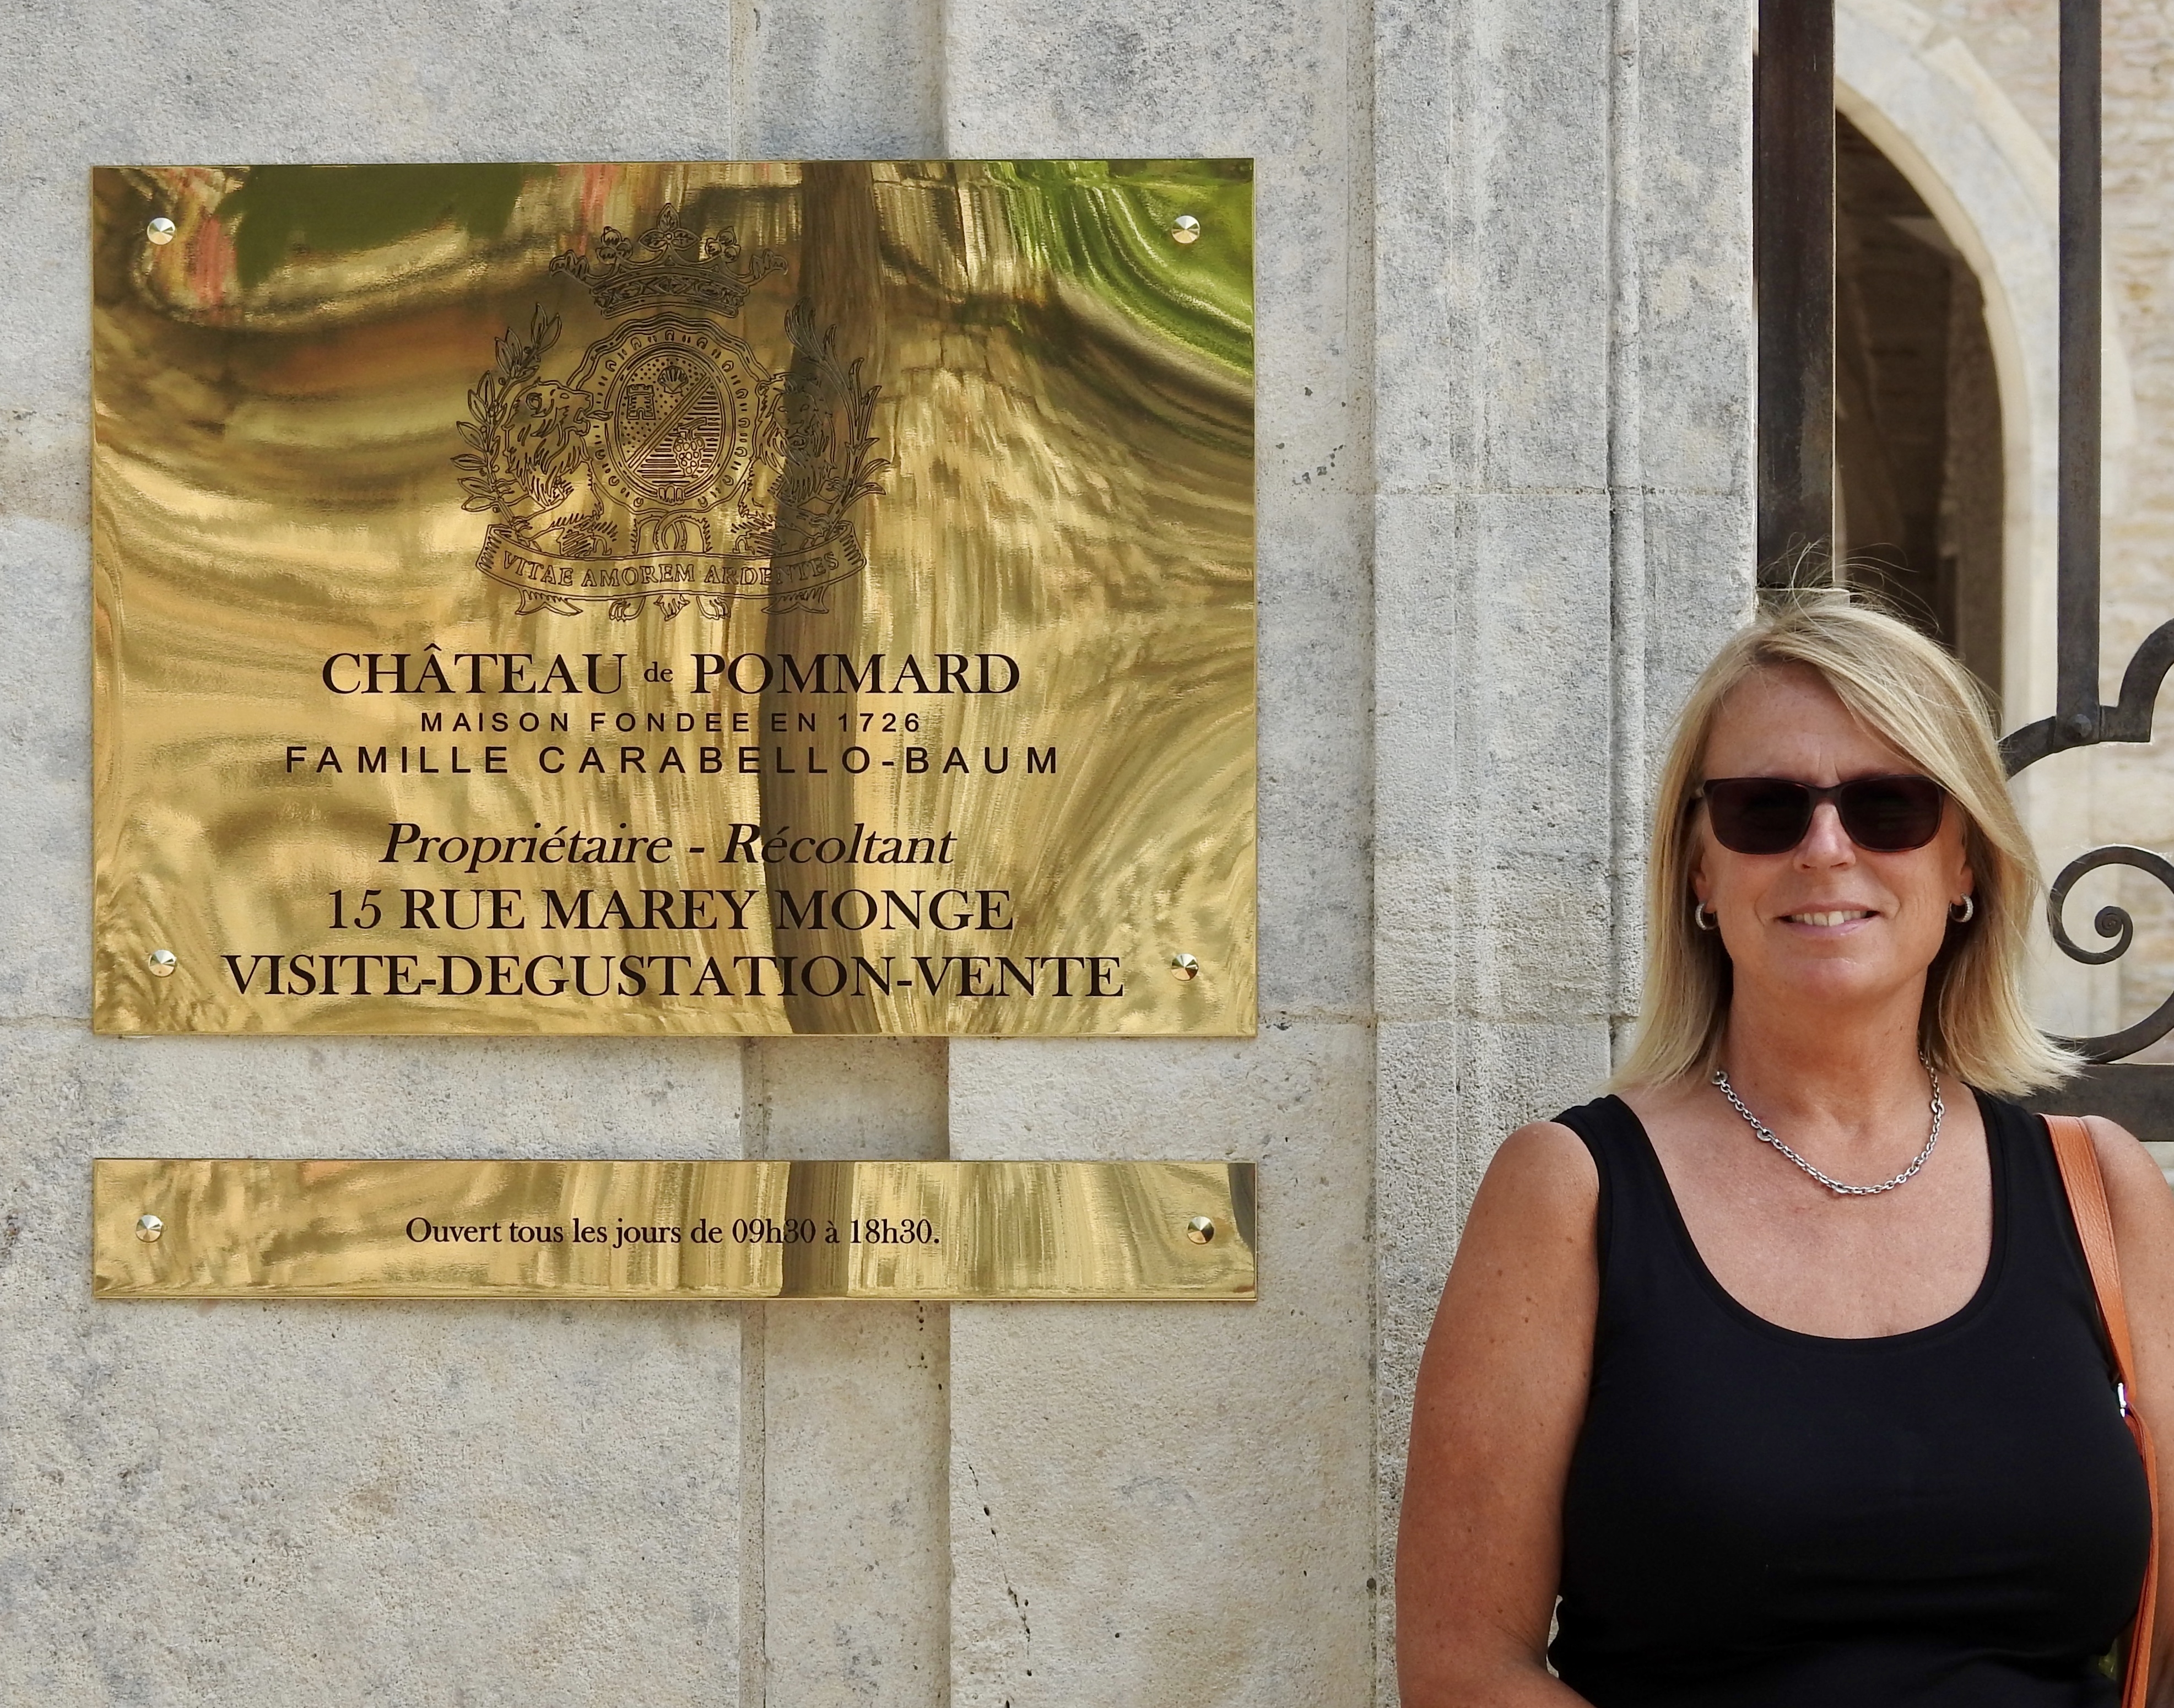 VITAE AMOREM ARDENTES
CHÂTEAU de POMMARD
MAISON FONDEE EN 1726
FAMILLE CARABELLO-BAUM
Propriétaire - Récoltant
15 RUE MAREY MONGE
VISITE-DEGUSTATION-VENTE
Ouvert tous les jours de 09h30 à 18h30.